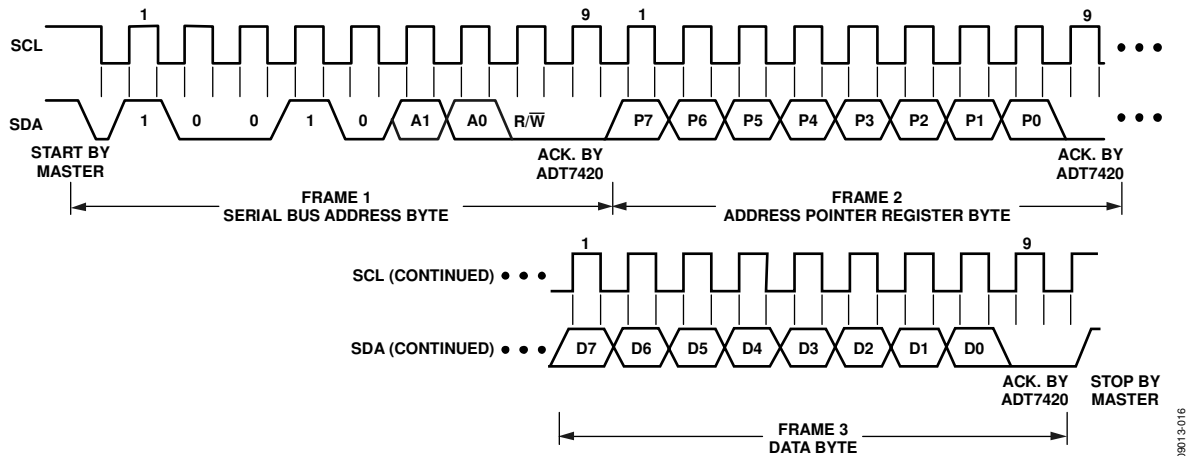 1 9 1 9
SCL
SDA 1 0 0 1 0 A1 A0 R/W̅ P7 P6 P5 P4 P3 P2 P1 P0
START BY
MASTER
ACK. BY
ADT7420
ACK. BY
ADT7420
FRAME 1
SERIAL BUS ADDRESS BYTE
FRAME 2
ADDRESS POINTER REGISTER BYTE
1 9
SCL (CONTINUED)
SDA (CONTINUED) D7 D6 D5 D4 D3 D2 D1 D0
ACK. BY
ADT7420
STOP BY
MASTER
FRAME 3
DATA BYTE
09013-016